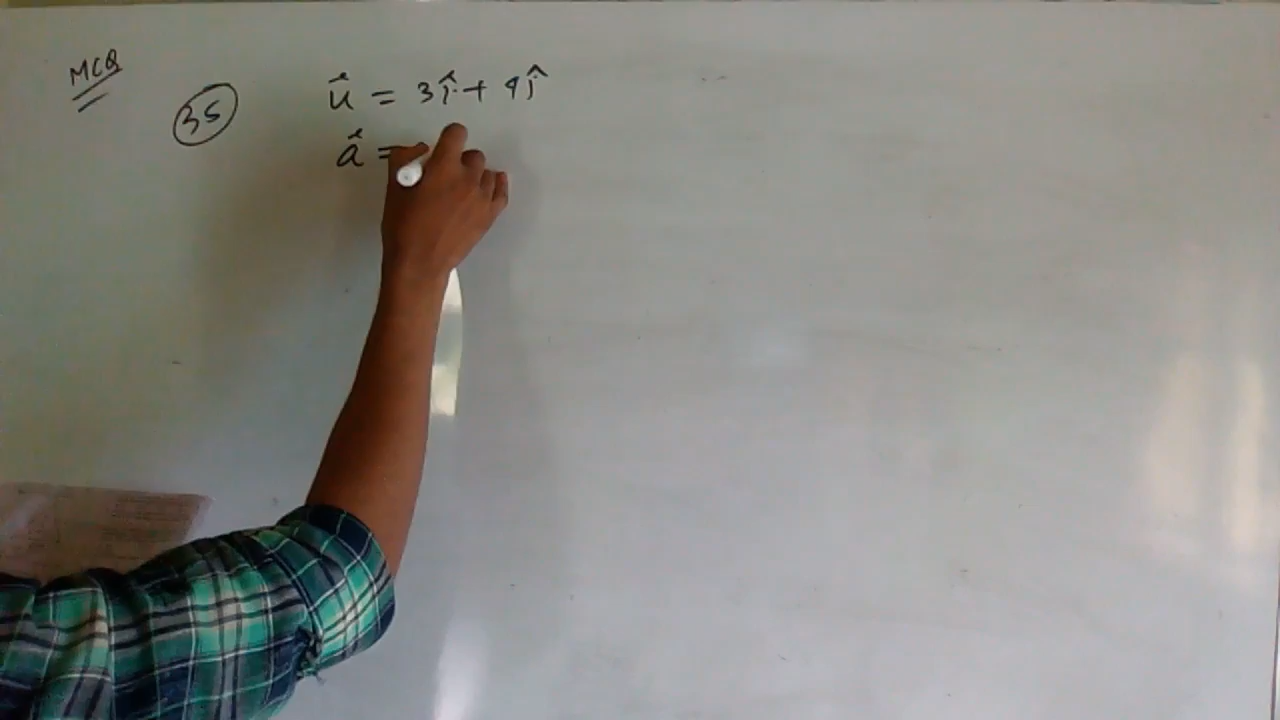 MCQ
35 û = 3î + 4ĵ
â =